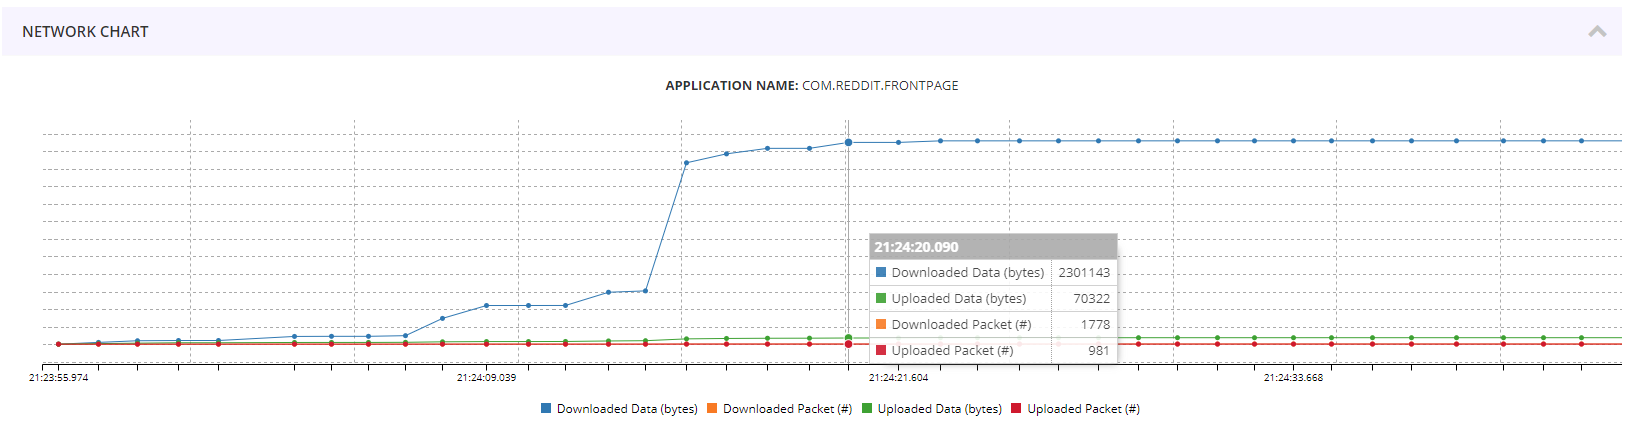 NETWORK CHART
APPLICATION NAME: COM.REDDIT.FRONTPAGE
21:24:20.090
Downloaded Data (bytes) 2301143
Uploaded Data (bytes) 70322
Downloaded Packet (#) 1778
Uploaded Packet (#) 981
21:23:55.974 21:24:09.039 21:24:21.604 21:24:33.668
Downloaded Data (bytes) Downloaded Packet (#) Uploaded Data (bytes) Uploaded Packet (#)